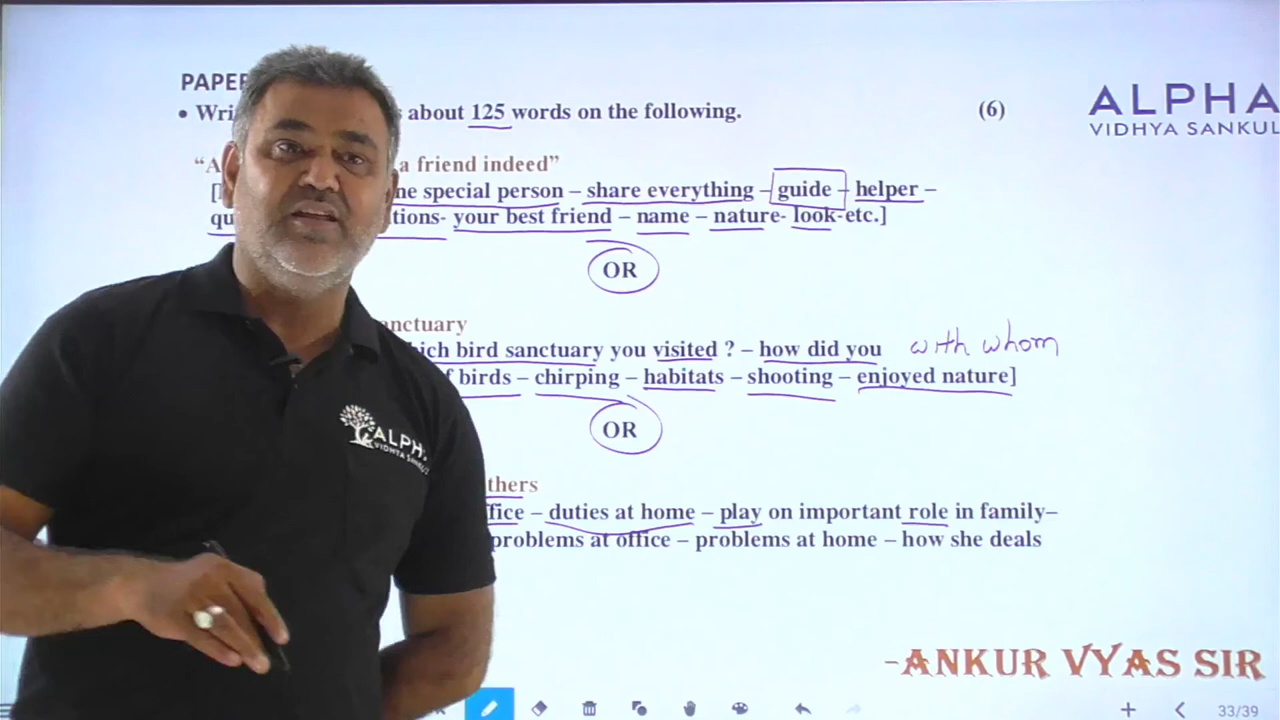 PAPER
• Wri about 125 words on the following. (6)
ALPHA
VIDHYA SANKUL
“A a friend indeed”
[ ne special person – share everything – guide – helper –
qu tions- your best friend – name – nature- look-etc.]
OR
nctuary
ich bird sanctuary you visited ? – how did you with whom
f birds – chirping – habitats – shooting – enjoyed nature]
OR
ALPH
VIDHYA SANKUL
thers
fice – duties at home – play on important role in family–
problems at office – problems at home – how she deals
-ANKUR VYAS SIR
33/39